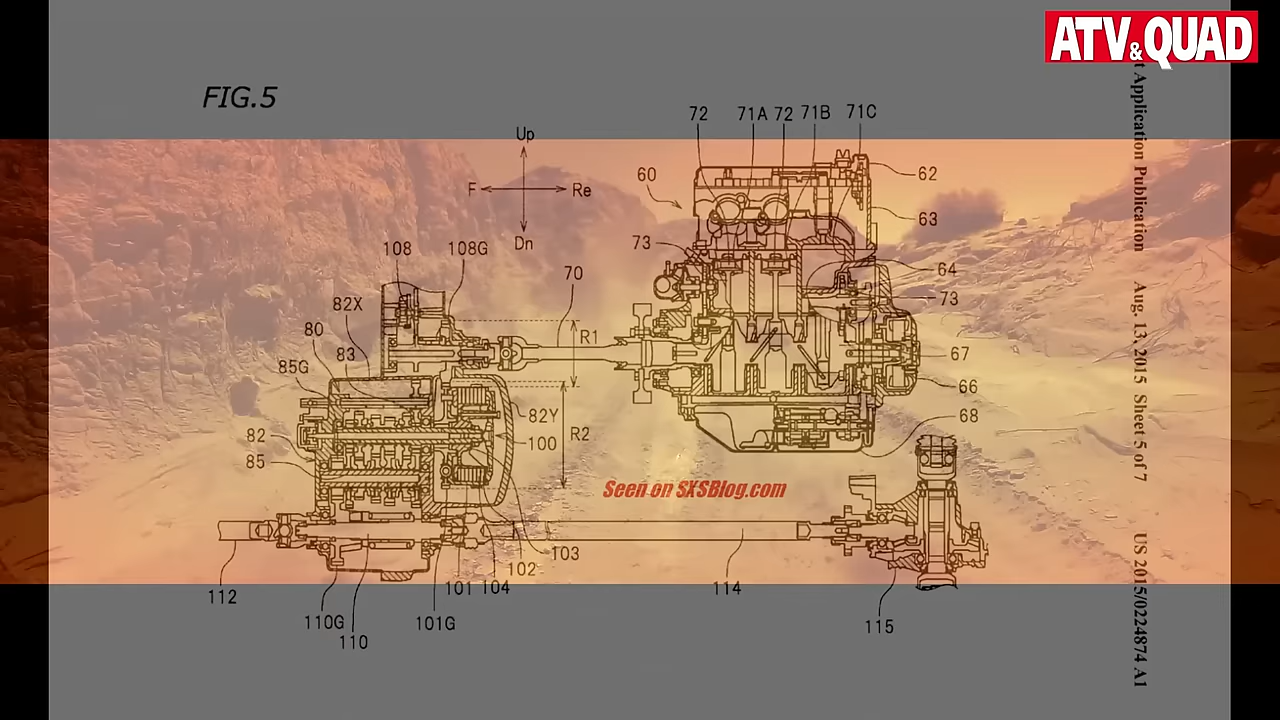 ATV&QUAD
FIG.5
72 71A 72 71B 71C
Up
F Re
Dn
60
62
63
73
64
73
67
66
68
108 108G
70
82X
80
83
85G
R1
82Y
R2
100
82
85
Seen on SXSBlog.com
103
102
101 104
114
112
110G
110
101G
115
t Application Publication Aug. 13, 2015 Sheet 5 of 7 US 2015/0224874 A1